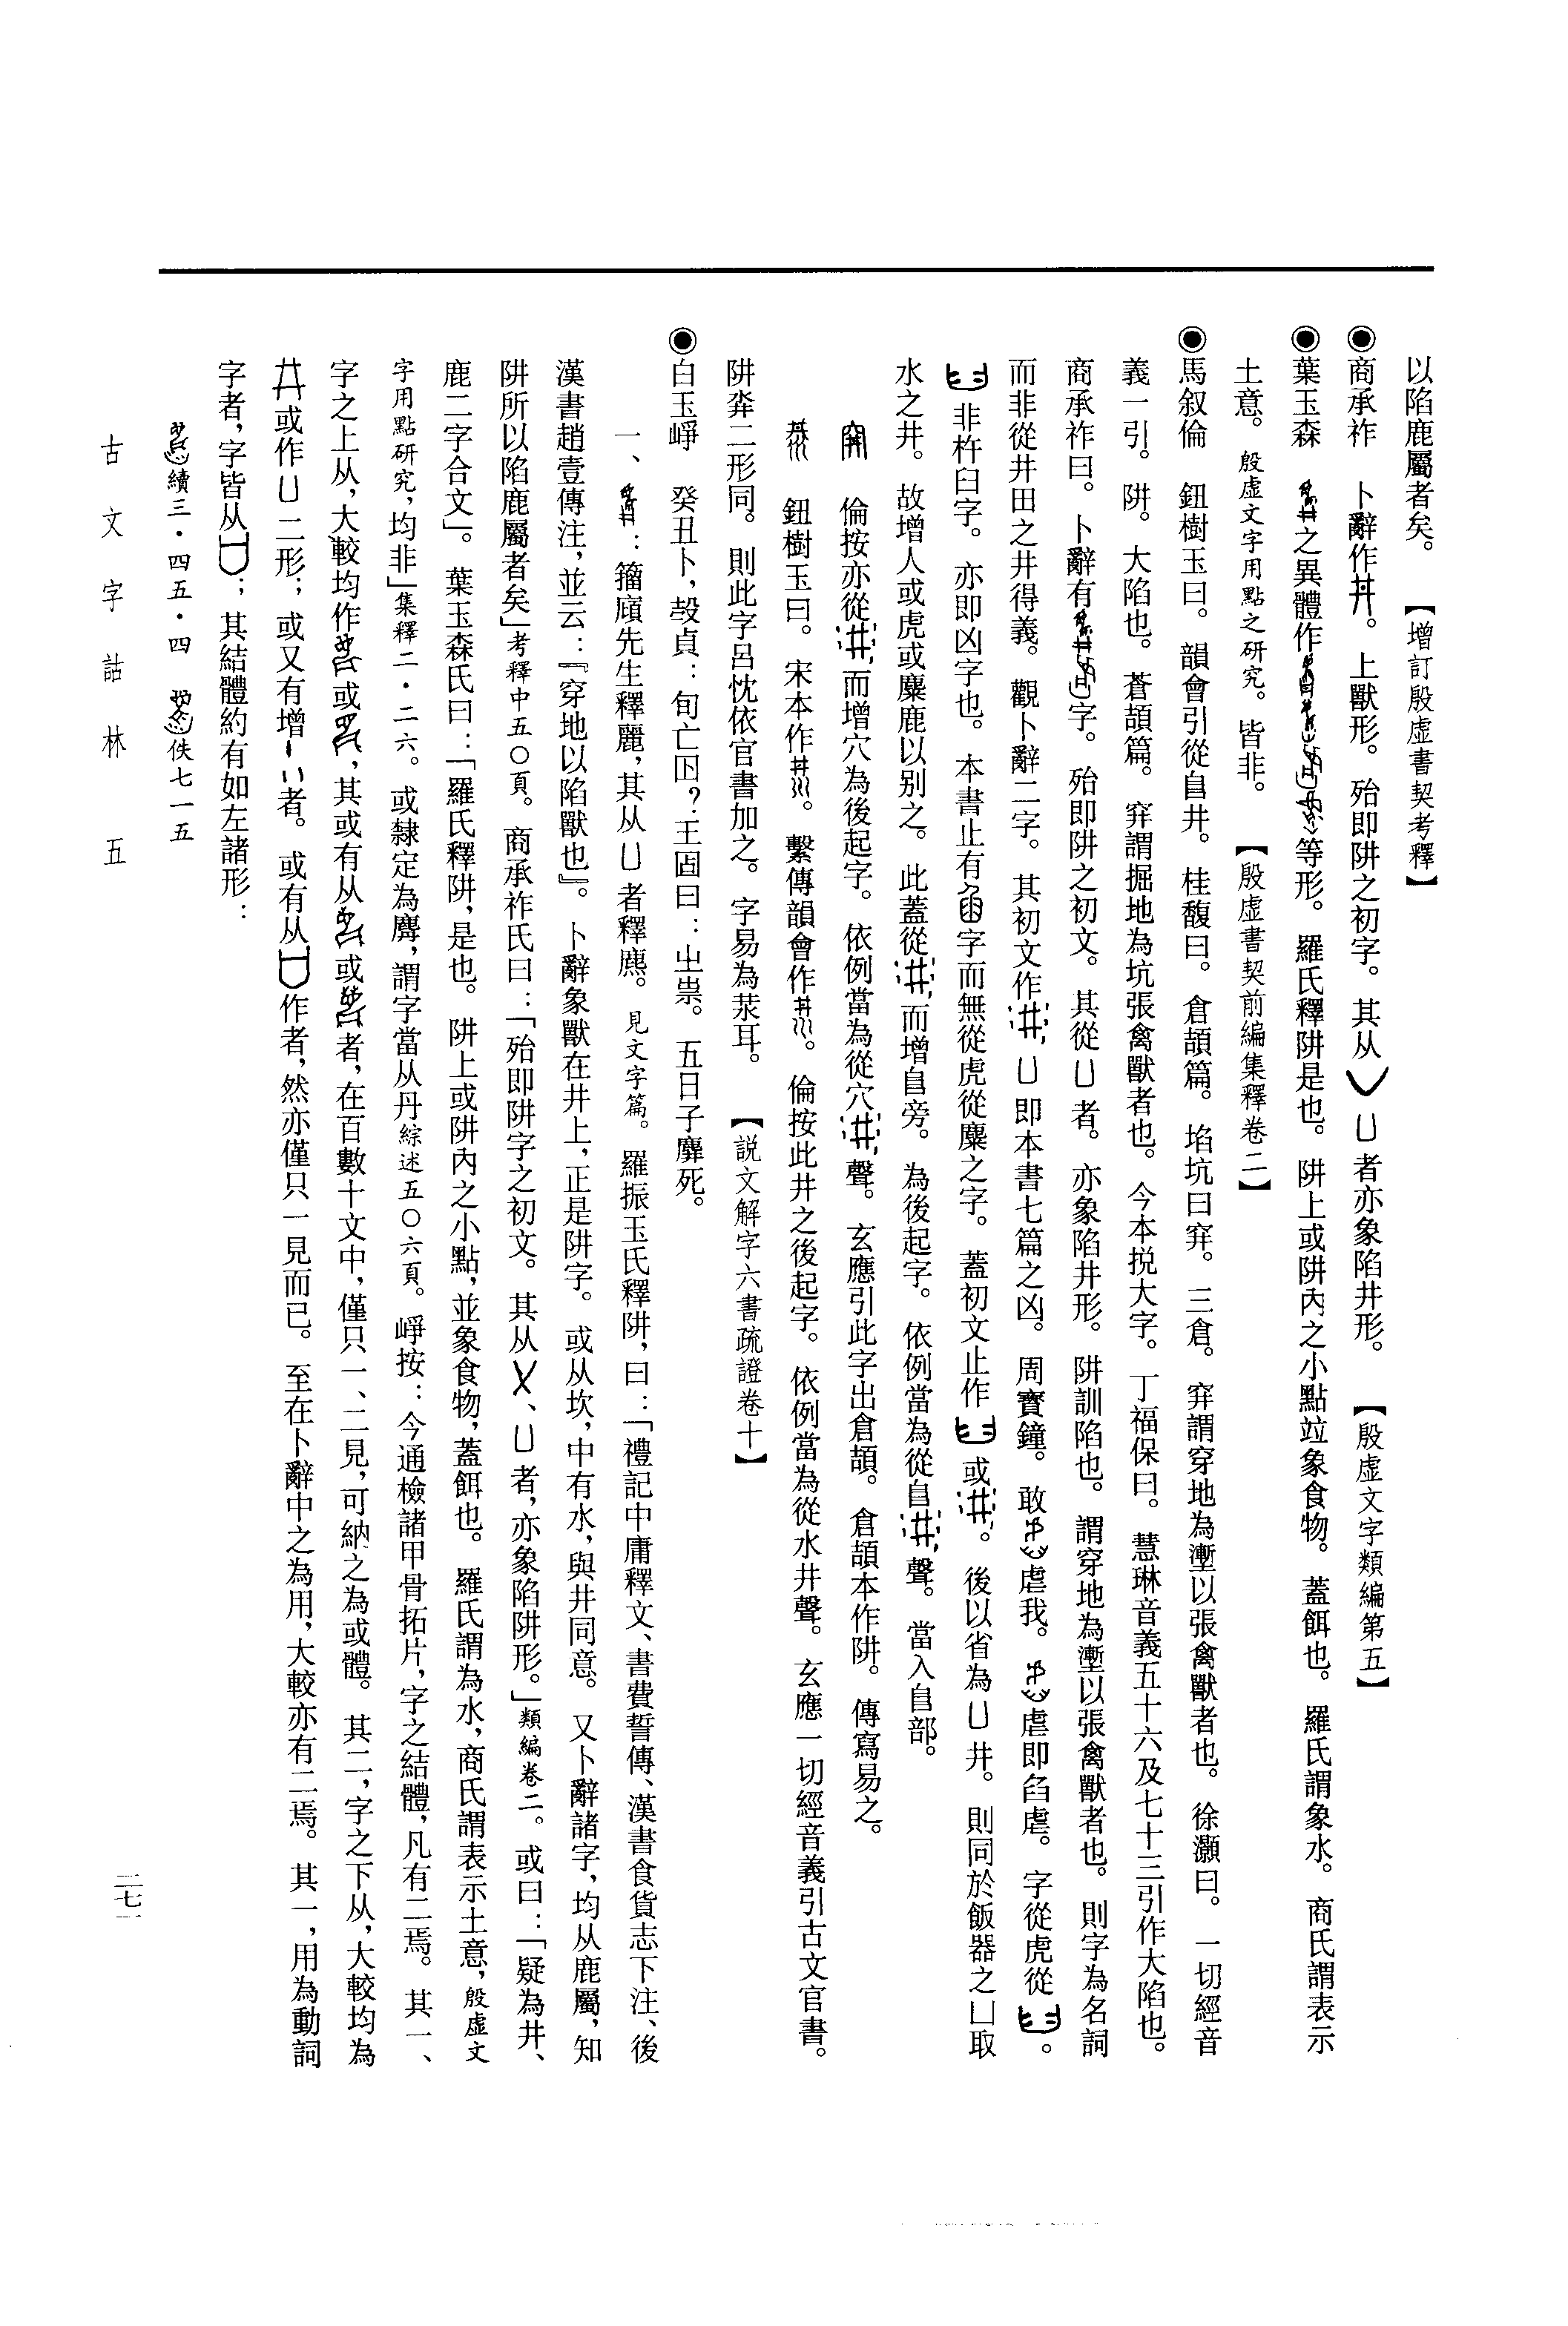 以陷鹿屬者矣。【增訂殷虛書契考釋】
◉商承祚　卜辭作。上獸形。殆即阱之初字。其从 凵者亦象陷井形。【殷虛文字類編第五】
◉葉玉森　之異體作等形。羅氏釋阱是也。阱上或阱內之小點竝象食物。蓋餌也。羅氏謂象水。商氏謂表示
土意。殷虛文字用點之研究。皆非。【殷虛書契前編集釋卷二】
◉馬叙倫　鈕樹玉曰。韻會引從𨸏井。桂馥曰。倉頡篇。埳坑曰穽。三倉。穽謂穿地為壍以張禽獸者也。徐灝曰。一切經音
義一引。阱。大陷也。蒼頡篇。穽謂掘地為坑張禽獸者也。今本捝大字。丁福保曰。慧琳音義五十六及七十三引作大陷也。
商承祚曰。卜辭有字。殆即阱之初文。其從凵者。亦象陷井形。阱訓陷也。謂穿地為壍以張禽獸者也。則字為名詞
而非從井田之井得義。觀卜辭二字。其初文作凵即本書七篇之凶。周寶鐘。敢虐我。虐即臽虐。字從虎從。
非杵臼字。亦即凶字也。本書止有字而無從虎從麋之字。蓋初文止作或。後以省為凵井。則同於飯器之凵取
水之井。故增人或虎或麋鹿以別之。此蓋從而增𨸏旁。為後起字。依例當為從𨸏聲。當入𨸏部。
倫按亦從而增穴為後起字。依例當為從穴聲。玄應引此字出倉頡。倉頡本作阱。傳寫易之。
鈕樹玉曰。宋本作。繫傳韻會作。倫按此井之後起字。依例當為從水井聲。玄應一切經音義引古文官書。
阱汬二形同。則此字呂忱依官書加之。字易為汬耳。【說文解字六書疏證卷十】
◉白玉崢　癸丑卜，㱿貞：旬亡囚？王固曰：㞢祟。五日子麋死。
一、：籀廎先生釋麗，其从凵者釋麃。見文字篇。羅振玉氏釋阱，曰：「禮記中庸釋文、書費誓傳、漢書食貨志下注、後
漢書趙壹傳注，並云：『穿地以陷獸也』。卜辭象獸在井上，正是阱字。或从坎，中有水，與井同意。又卜辭諸字，均从鹿屬，知
阱所以陷鹿屬者矣」考釋中五〇頁。商承祚氏曰：「殆即阱字之初文。其从、凵者，亦象陷阱形。」類編卷二。或曰：「疑為井、
鹿二字合文」。葉玉森氏曰：「羅氏釋阱，是也。阱上或阱內之小點，並象食物，蓋餌也。羅氏謂為水，商氏謂表示土意，殷虛文
字用點研究，均非」集釋二·二六。或隸定為，謂字當从丹綜述五〇六頁。崢按：今通檢諸甲骨拓片，字之結體，凡有二焉。其一、
字之上从，大較均作或，其或有从或者，在百數十文中，僅只一、二見，可納之為或體。其二，字之下从，大較均為
或作凵二形；或又有增者。或有从作者，然亦僅只一見而已。至在卜辭中之為用，大較亦有二焉。其一，用為動詞
字者，字皆从；其結體約有如左諸形：
續三·四五·四　佚七一五
古文字詁林　五
二七一